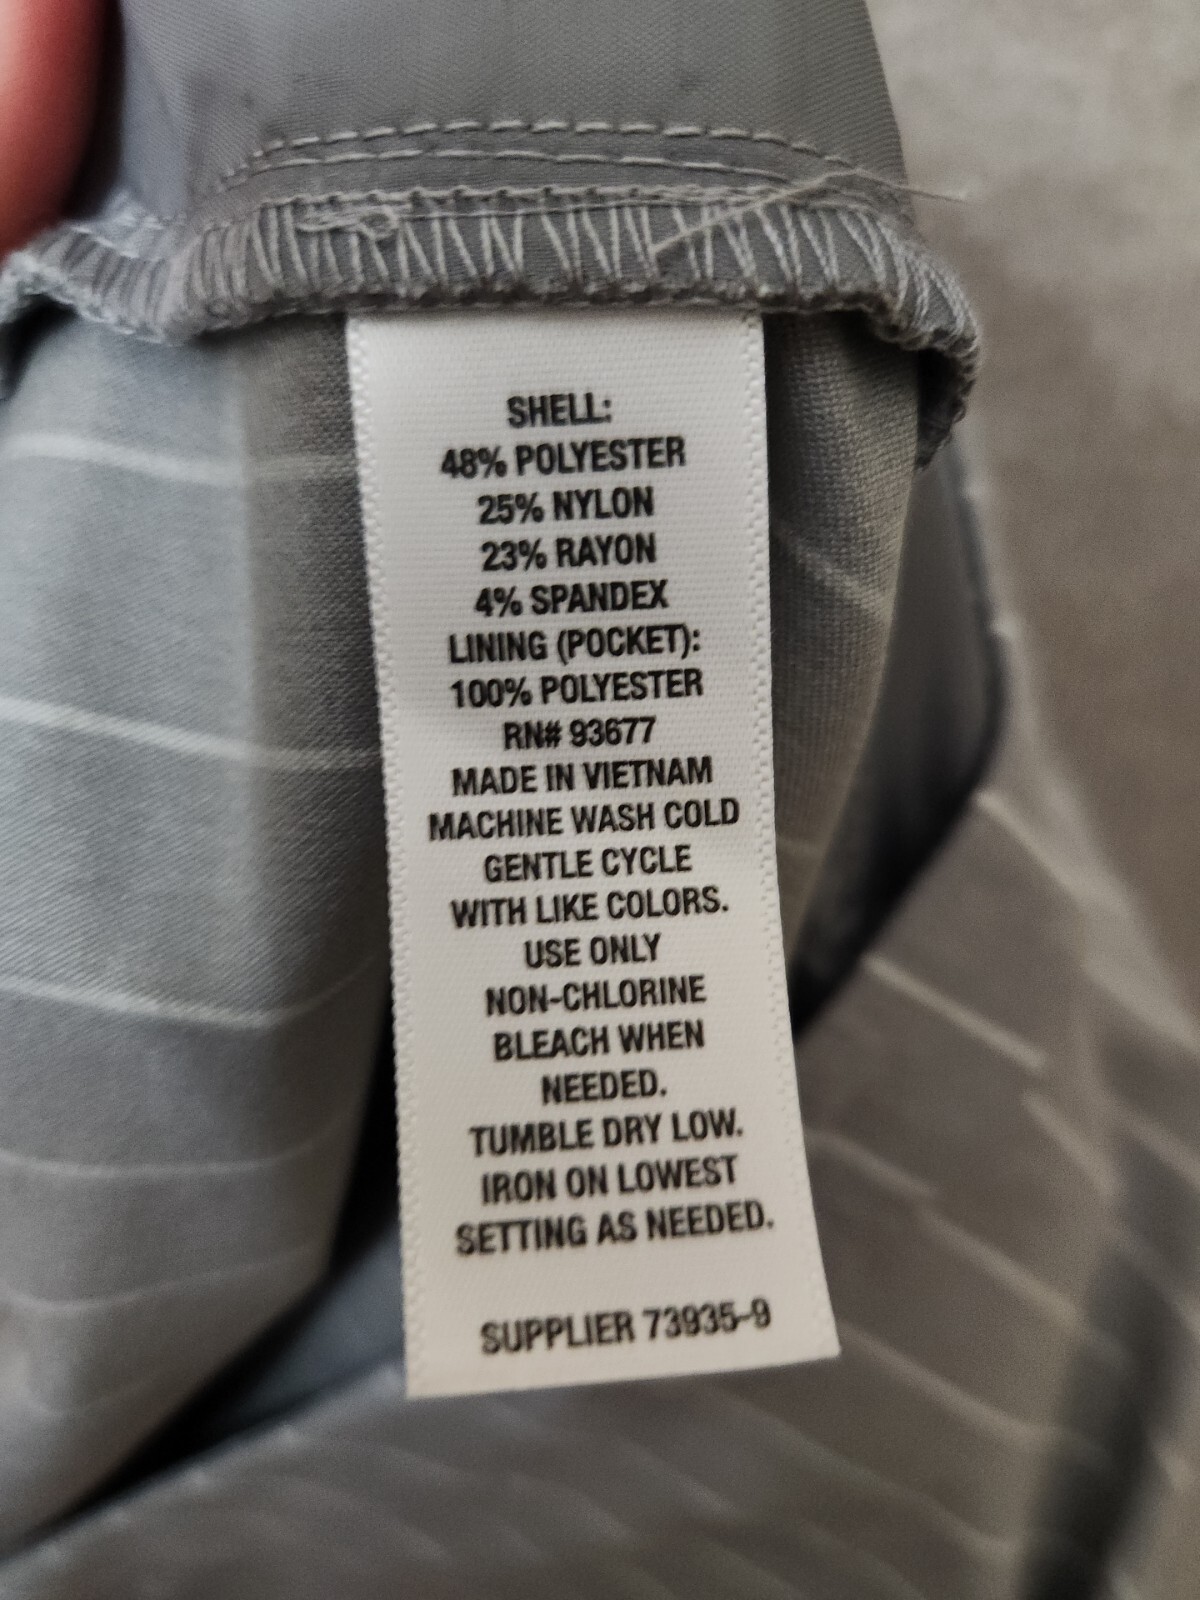 SHELL:
48% POLYESTER
25% NYLON
23% RAYON
4% SPANDEX
LINING (POCKET):
100% POLYESTER
RN# 93677
MADE IN VIETNAM
MACHINE WASH COLD
GENTLE CYCLE
WITH LIKE COLORS.
USE ONLY
NON-CHLORINE
BLEACH WHEN
NEEDED.
TUMBLE DRY LOW.
IRON ON LOWEST
SETTING AS NEEDED.
SUPPLIER 73935-9